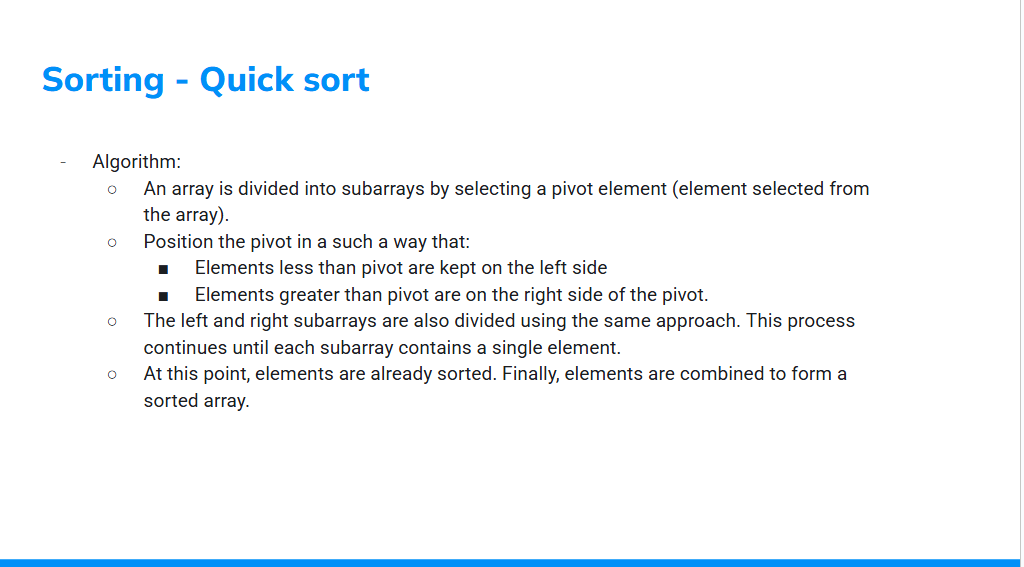 Sorting - Quick sort
- Algorithm:
○ An array is divided into subarrays by selecting a pivot element (element selected from
the array).
○ Position the pivot in a such a way that:
■ Elements less than pivot are kept on the left side
■ Elements greater than pivot are on the right side of the pivot.
○ The left and right subarrays are also divided using the same approach. This process
continues until each subarray contains a single element.
○ At this point, elements are already sorted. Finally, elements are combined to form a
sorted array.